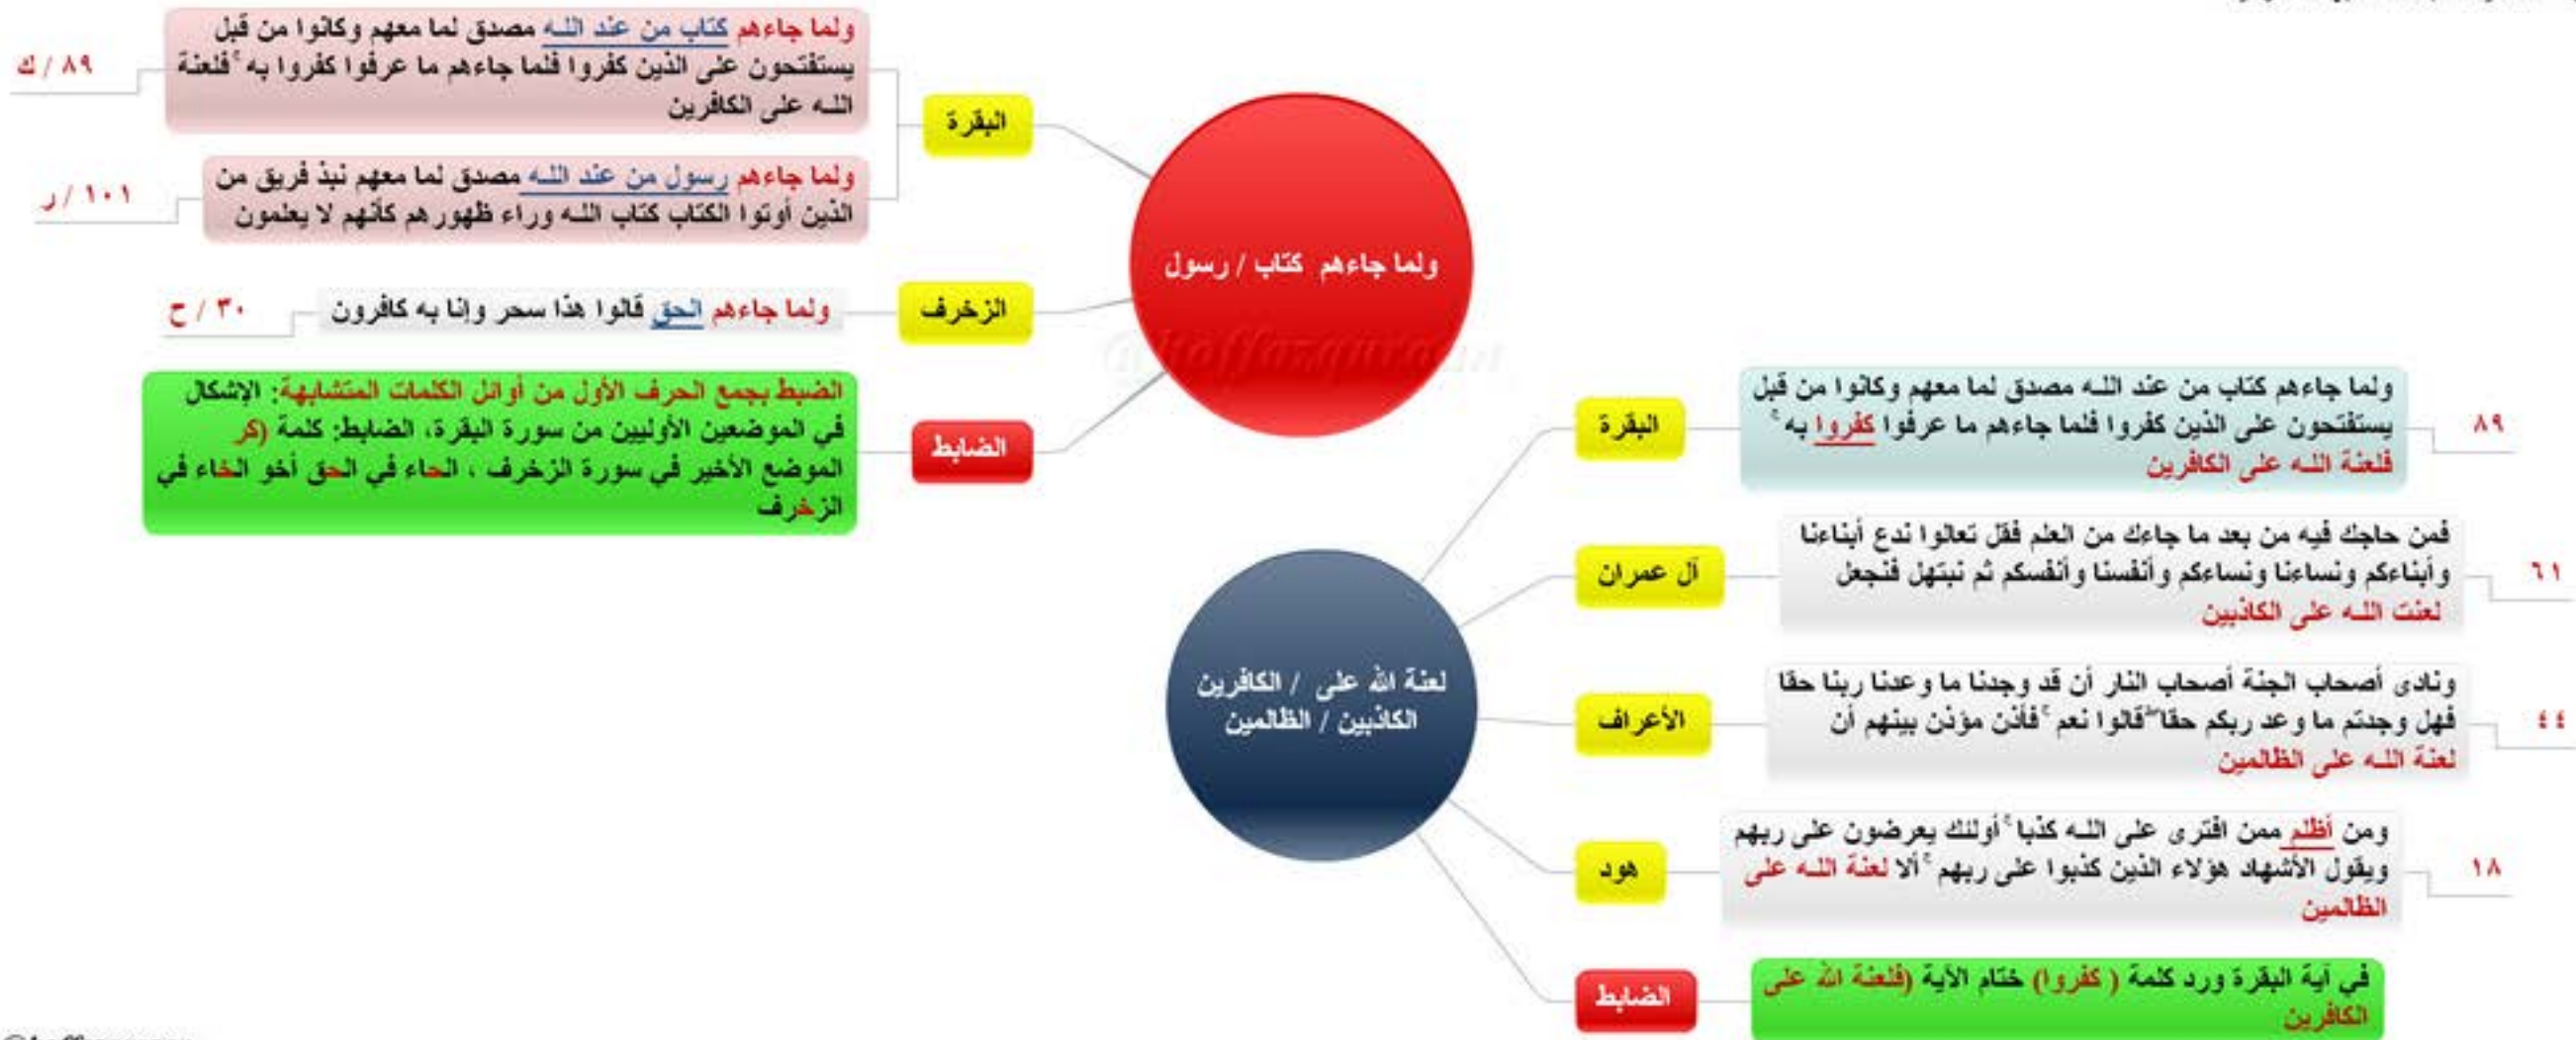 ولما جاءهم كتاب / رسول
البقرة
ولما جاءهم كتاب من عند اللـه مصدق لما معهم وكانوا من قبل
يستفتحون على الذين كفروا فلما جاءهم ما عرفوا كفروا به ۚ فلعنة
اللـه على الكافرين
٨٩ / ك
ولما جاءهم رسول من عند اللـه مصدق لما معهم نبذ فريق من
الذين أوتوا الكتاب كتاب اللـه وراء ظهورهم كأنهم لا يعلمون
١٠١ / ر
الزخرف
ولما جاءهم الحق قالوا هذا سحر وإنا به كافرون
٣٠ / ح
الضابط
الضبط بجمع الحرف الأول من أوائل الكلمات المتشابهة: الإشكال
في الموضعين الأوليين من سورة البقرة، الضابط: كلمة (كر
الموضع الأخير في سورة الزخرف ، الحاء في الحق أخو الخاء في
الزخرف
لعنة الله على / الكافرين
الكاذبين / الظالمين
البقرة
ولما جاءهم كتاب من عند اللـه مصدق لما معهم وكانوا من قبل
يستفتحون على الذين كفروا فلما جاءهم ما عرفوا كفروا به ۚ
فلعنة اللـه على الكافرين
٨٩
آل عمران
فمن حاجك فيه من بعد ما جاءك من العلم فقل تعالوا ندع أبناءنا
وأبناءكم ونساءنا ونساءكم وأنفسنا وأنفسكم ثم نبتهل فنجعل
لعنت اللـه على الكاذبين
٦١
الأعراف
ونادى أصحاب الجنة أصحاب النار أن قد وجدنا ما وعدنا ربنا حقا
فهل وجدتم ما وعد ربكم حقا ۖ قالوا نعم ۚ فأذن مؤذن بينهم أن
لعنة اللـه على الظالمين
٤٤
هود
ومن أظلم ممن افترى على اللـه كذبا ۚ أولئك يعرضون على ربهم
ويقول الأشهاد هؤلاء الذين كذبوا على ربهم ۚ ألا لعنة اللـه على
الظالمين
١٨
الضابط
في آية البقرة ورد كلمة ( كفروا) ختام الآية (فلعنة الله على
الكافرين